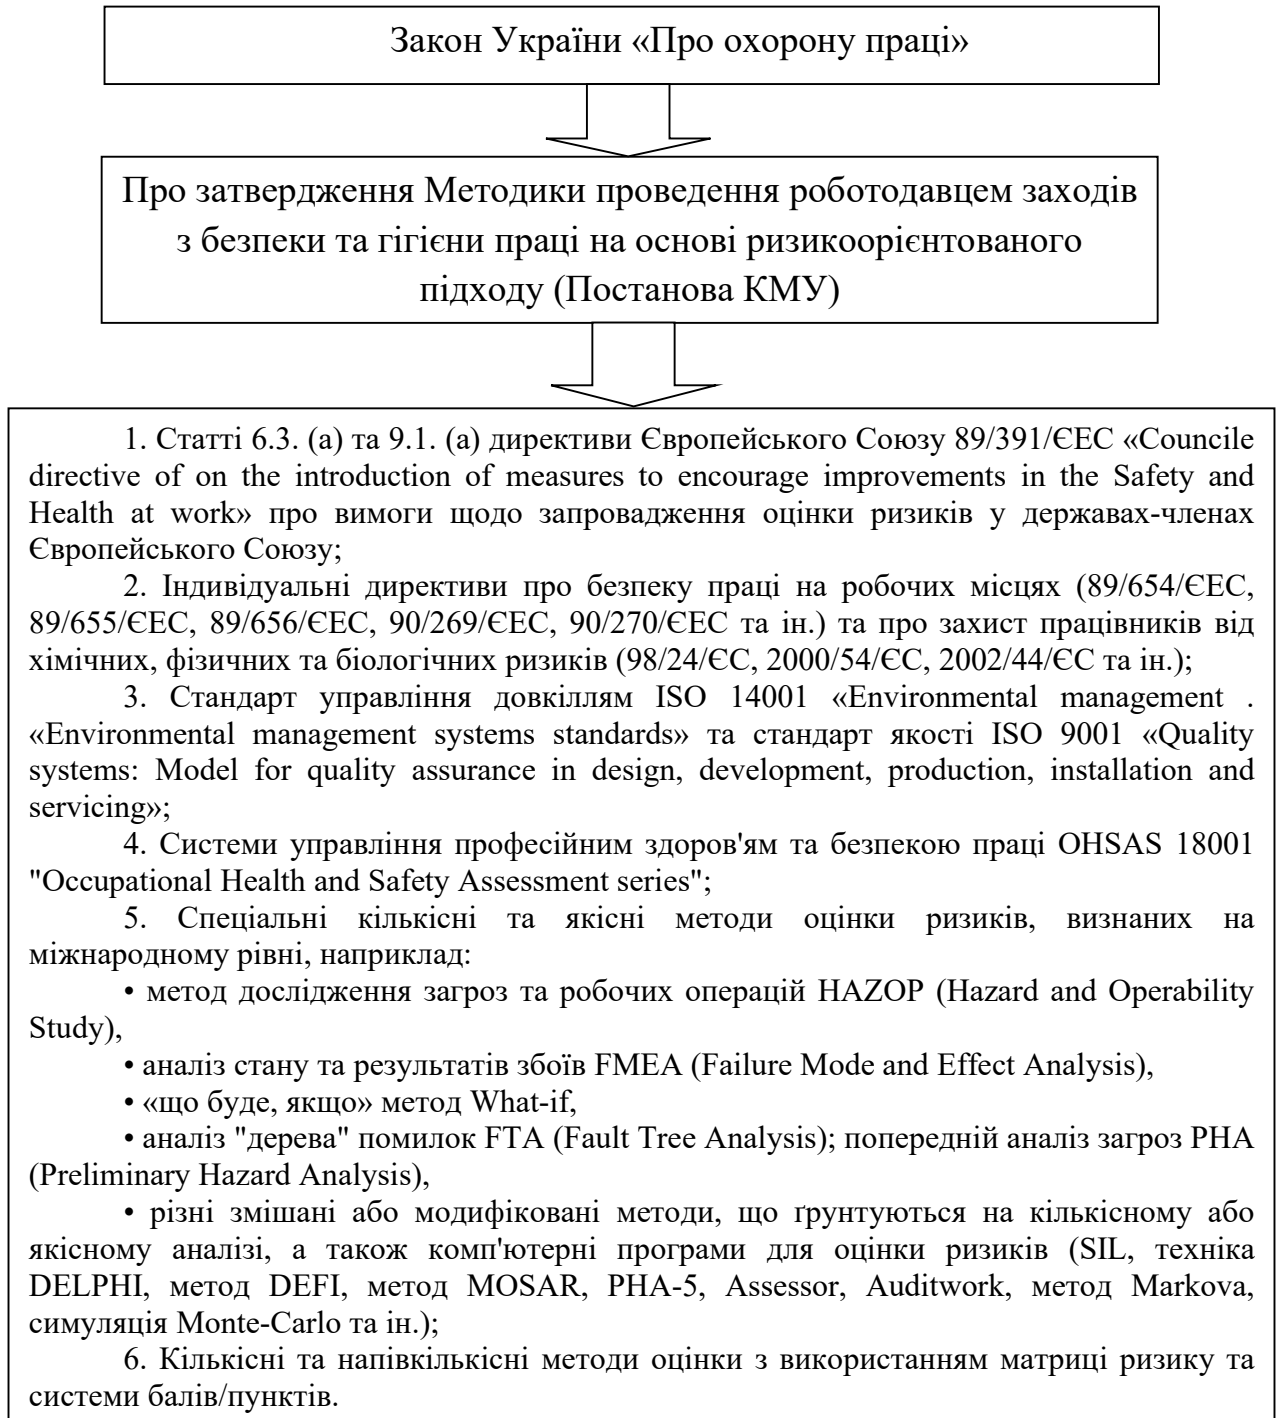 Закон України «Про охорону праці»
Про затвердження Методики проведення роботодавцем заходів
з безпеки та гігієни праці на основі ризикоорієнтованого
підходу (Постанова КМУ)
1. Статті 6.3. (а) та 9.1. (а) директиви Європейського Союзу 89/391/ЄЕС «Councile
directive of on the introduction of measures to encourage improvements in the Safety and
Health at work» про вимоги щодо запровадження оцінки ризиків у державах-членах
Європейського Союзу;
2. Індивідуальні директиви про безпеку праці на робочих місцях (89/654/ЄЕС,
89/655/ЄЕС, 89/656/ЄЕС, 90/269/ЄЕС, 90/270/ЄЕС та ін.) та про захист працівників від
хімічних, фізичних та біологічних ризиків (98/24/ЄС, 2000/54/ЄС, 2002/44/ЄС та ін.);
3. Стандарт управління довкіллям ISO 14001 «Environmental management .
«Environmental management systems standards» та стандарт якості ISO 9001 «Quality
systems: Model for quality assurance in design, development, production, installation and
servicing»;
4. Системи управління професійним здоров'ям та безпекою праці OHSAS 18001
"Occupational Health and Safety Assessment series";
5. Спеціальні кількісні та якісні методи оцінки ризиків, визнаних на
міжнародному рівні, наприклад:
• метод дослідження загроз та робочих операцій HAZOP (Hazard and Operability
Study),
• аналіз стану та результатів збоїв FMEA (Failure Mode and Effect Analysis),
• «що буде, якщо» метод What-if,
• аналіз "дерева" помилок FTA (Fault Tree Analysis); попередній аналіз загроз PHA
(Preliminary Hazard Analysis),
• різні змішані або модифіковані методи, що ґрунтуються на кількісному або
якісному аналізі, а також комп'ютерні програми для оцінки ризиків (SIL, техніка
DELPHI, метод DEFI, метод MOSAR, PHA-5, Assessor, Auditwork, метод Markova,
симуляція Monte-Carlo та ін.);
6. Кількісні та напівкількісні методи оцінки з використанням матриці ризику та
системи балів/пунктів.